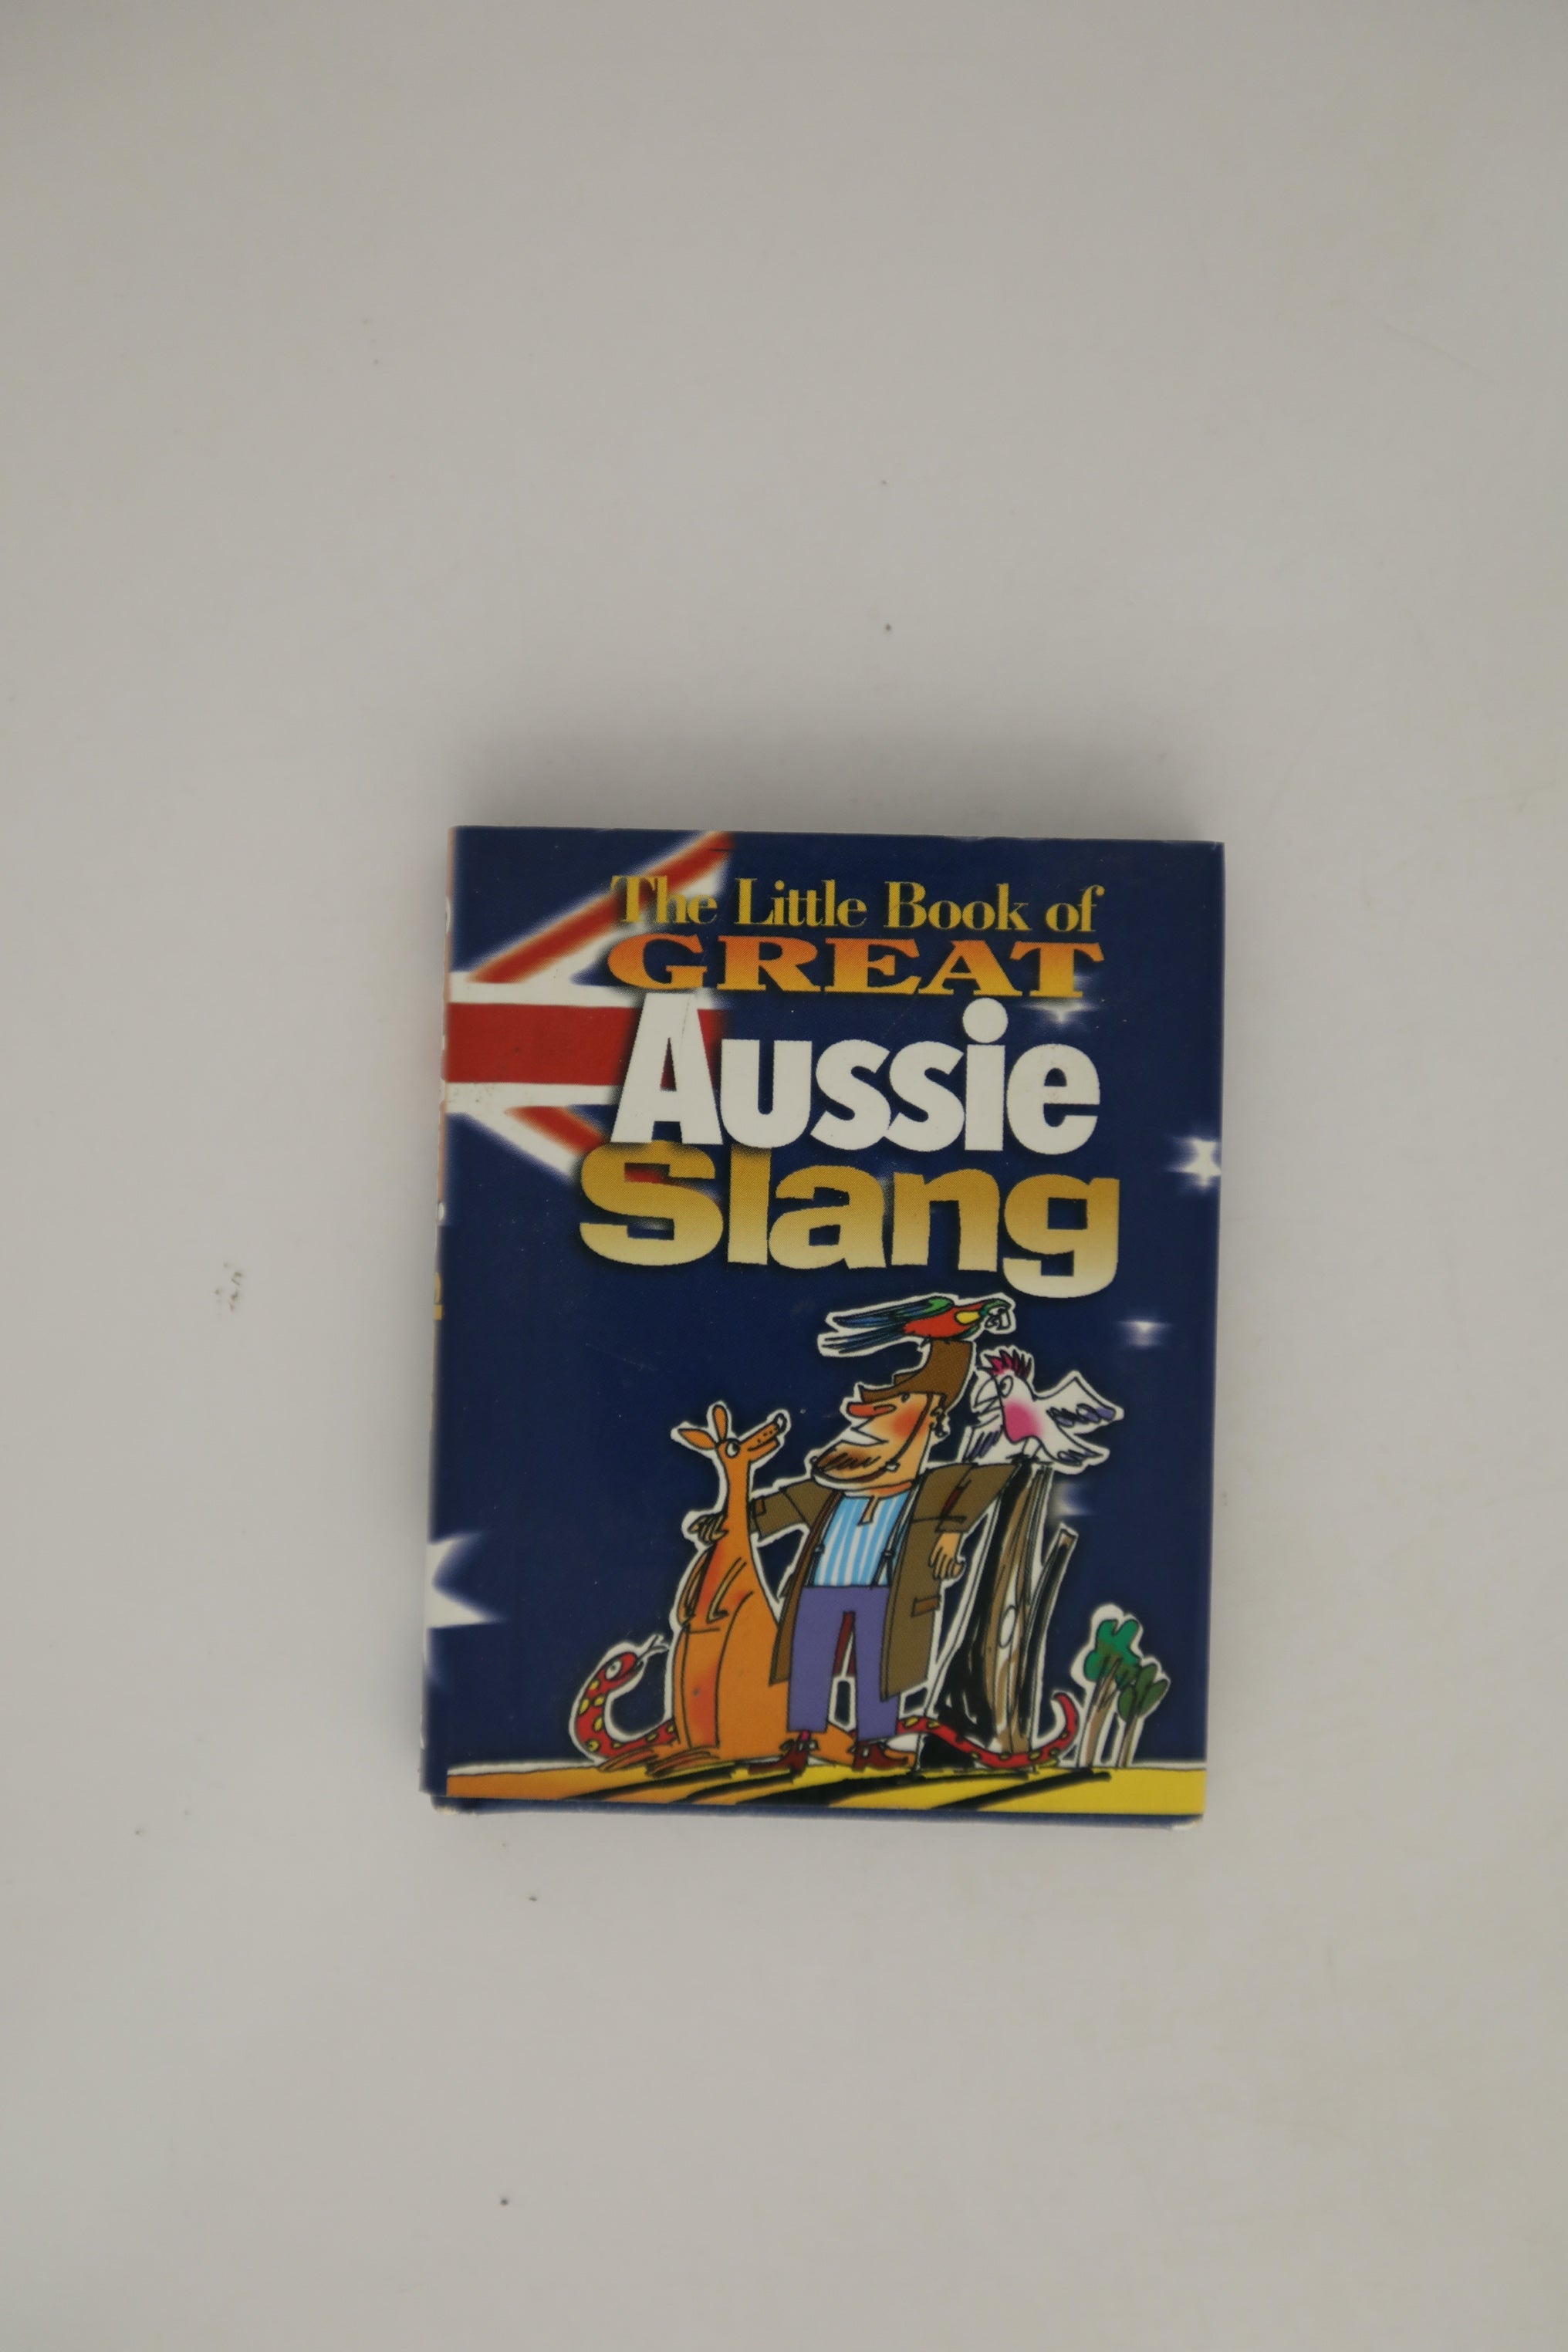 The Little Book of
GREAT
Aussie
Slang